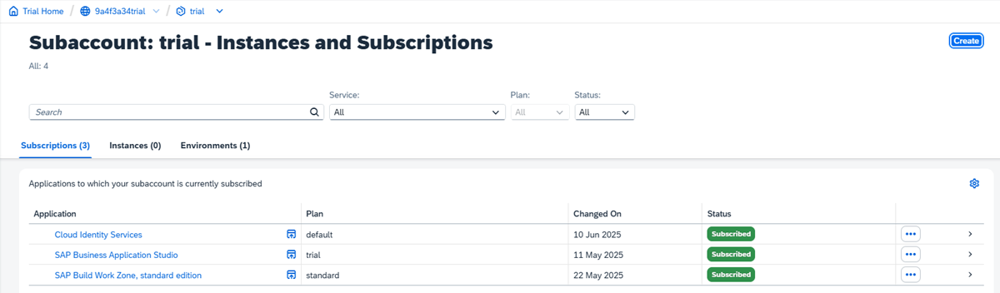 Trial Home / 9a4f3a34trial / trial
Subaccount: trial - Instances and Subscriptions
Create
All: 4
Service: Plan: Status:
Search All All All
Subscriptions (3) Instances (0) Environments (1)
Applications to which your subaccount is currently subscribed
Application Plan Changed On Status
Cloud Identity Services default 10 Jun 2025 Subscribed
SAP Business Application Studio trial 11 May 2025 Subscribed
SAP Build Work Zone, standard edition standard 22 May 2025 Subscribed